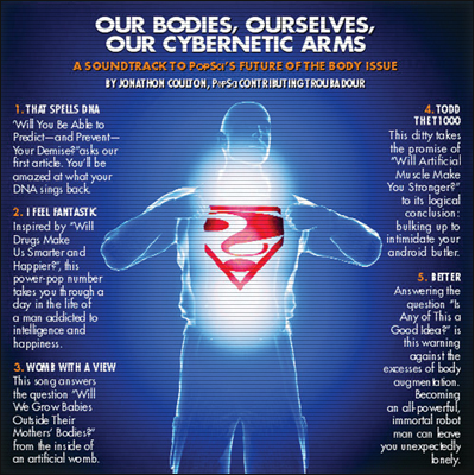 OUR BODIES, OURSELVES,
OUR CYBERNETIC ARMS
A SOUNDTRACK TO POPSCI'S FUTURE OF THE BODY ISSUE
BY JONATHON COULTON, POPSCI CONTRIBUTING TROUBADOUR
1. THAT SPELLS DNA
"Will You Be Able to
Predict—and Prevent—
Your Demise?" asks our
first article. You'll be
amazed at what your
DNA sings back.
2. I FEEL FANTASTIC
Inspired by "Will
Drugs Make
Us Smarter and
Happier?", this
power-pop number
takes you through a
day in the life of
a man addicted to
intelligence and
happiness.
3. WOMB WITH A VIEW
This song answers
the question "Will
We Grow Babies
Outside Their
Mothers' Bodies?"
from the inside of
an artificial womb.
4. TODD
THE T1000
This ditty takes
the promise of
"Will Artificial
Muscle Make
You Stronger?"
to its logical
conclusion:
bulking up to
intimidate your
android butler.
5. BETTER
Answering the
question "Is
Any of This a
Good Idea?" is
this warning
against the
excesses of body
augmentation.
Becoming
an all-powerful,
immortal robot
man can leave
you unexpectedly
lonely.